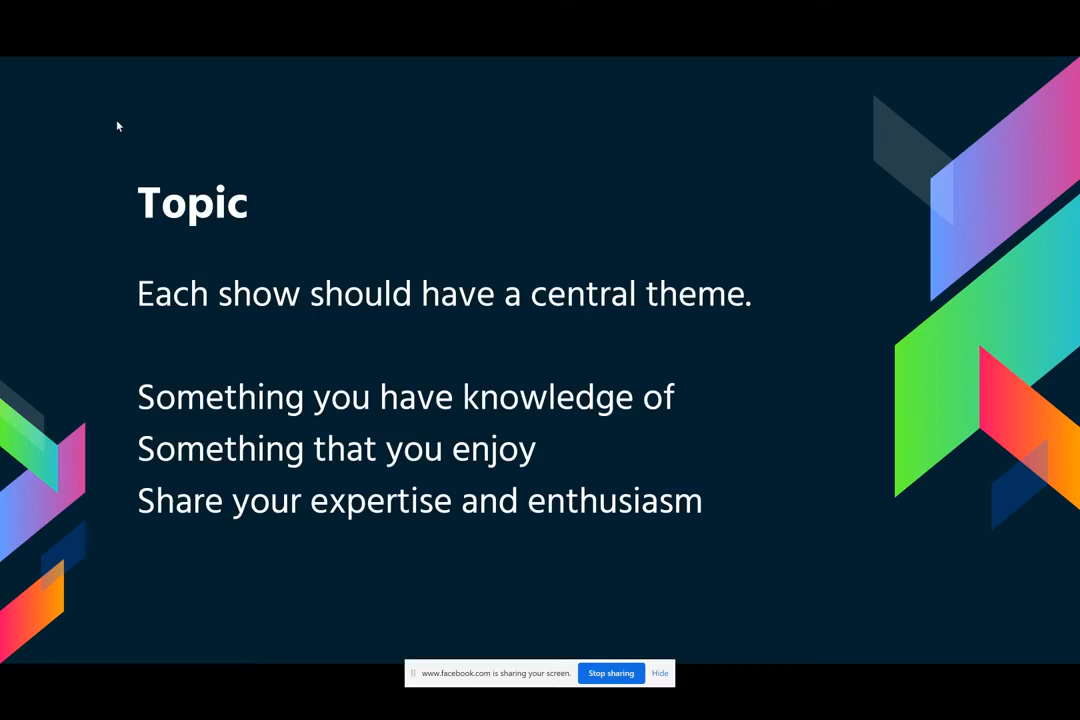 Topic
Each show should have a central theme.
Something you have knowledge of
Something that you enjoy
Share your expertise and enthusiasm
www.facebook.com is sharing your screen. Stop sharing Hide